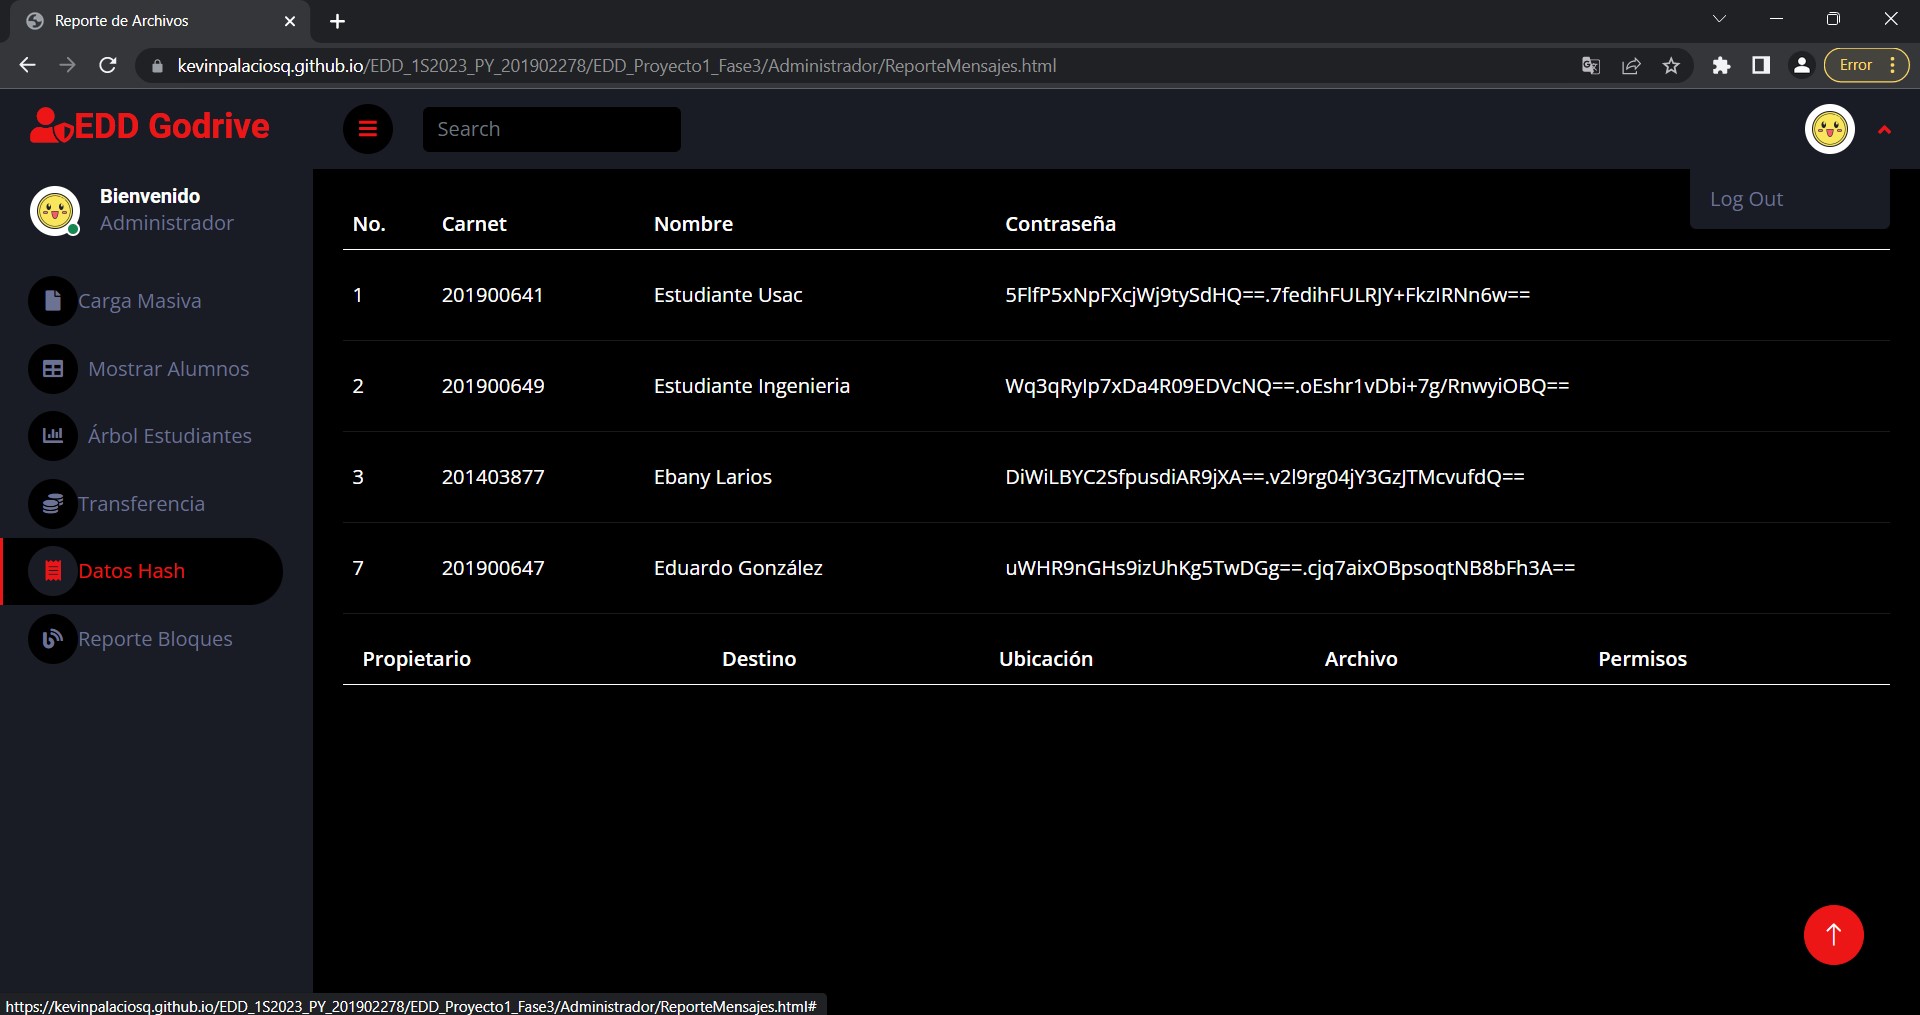 Reporte de Archivos
kevinpalaciosq.github.io/EDD_1S2023_PY_201902278/EDD_Proyecto1_Fase3/Administrador/ReporteMensajes.html
Error
EDD Godrive
Search
Bienvenido
Administrador
Log Out
Carga Masiva
Mostrar Alumnos
Árbol Estudiantes
Transferencia
Datos Hash
Reporte Bloques
No. Carnet Nombre Contraseña
1 201900641 Estudiante Usac 5FlfP5xNpFXcjWj9tySdHQ==.7fedihFULRJY+FkzIRNn6w==
2 201900649 Estudiante Ingenieria Wq3qRyIp7xDa4R09EDVcNQ==.oEshr1vDbi+7g/RnwyiOBQ==
3 201403877 Ebany Larios DiWiLBYC2SfpusdiAR9jXA==.v2l9rg04jY3GzJTMcvufdQ==
7 201900647 Eduardo González uWHR9nGHs9izUhKg5TwDGg==.cjq7aixOBpsoqtNB8bFh3A==
Propietario Destino Ubicación Archivo Permisos
https://kevinpalaciosq.github.io/EDD_1S2023_PY_201902278/EDD_Proyecto1_Fase3/Administrador/ReporteMensajes.html#